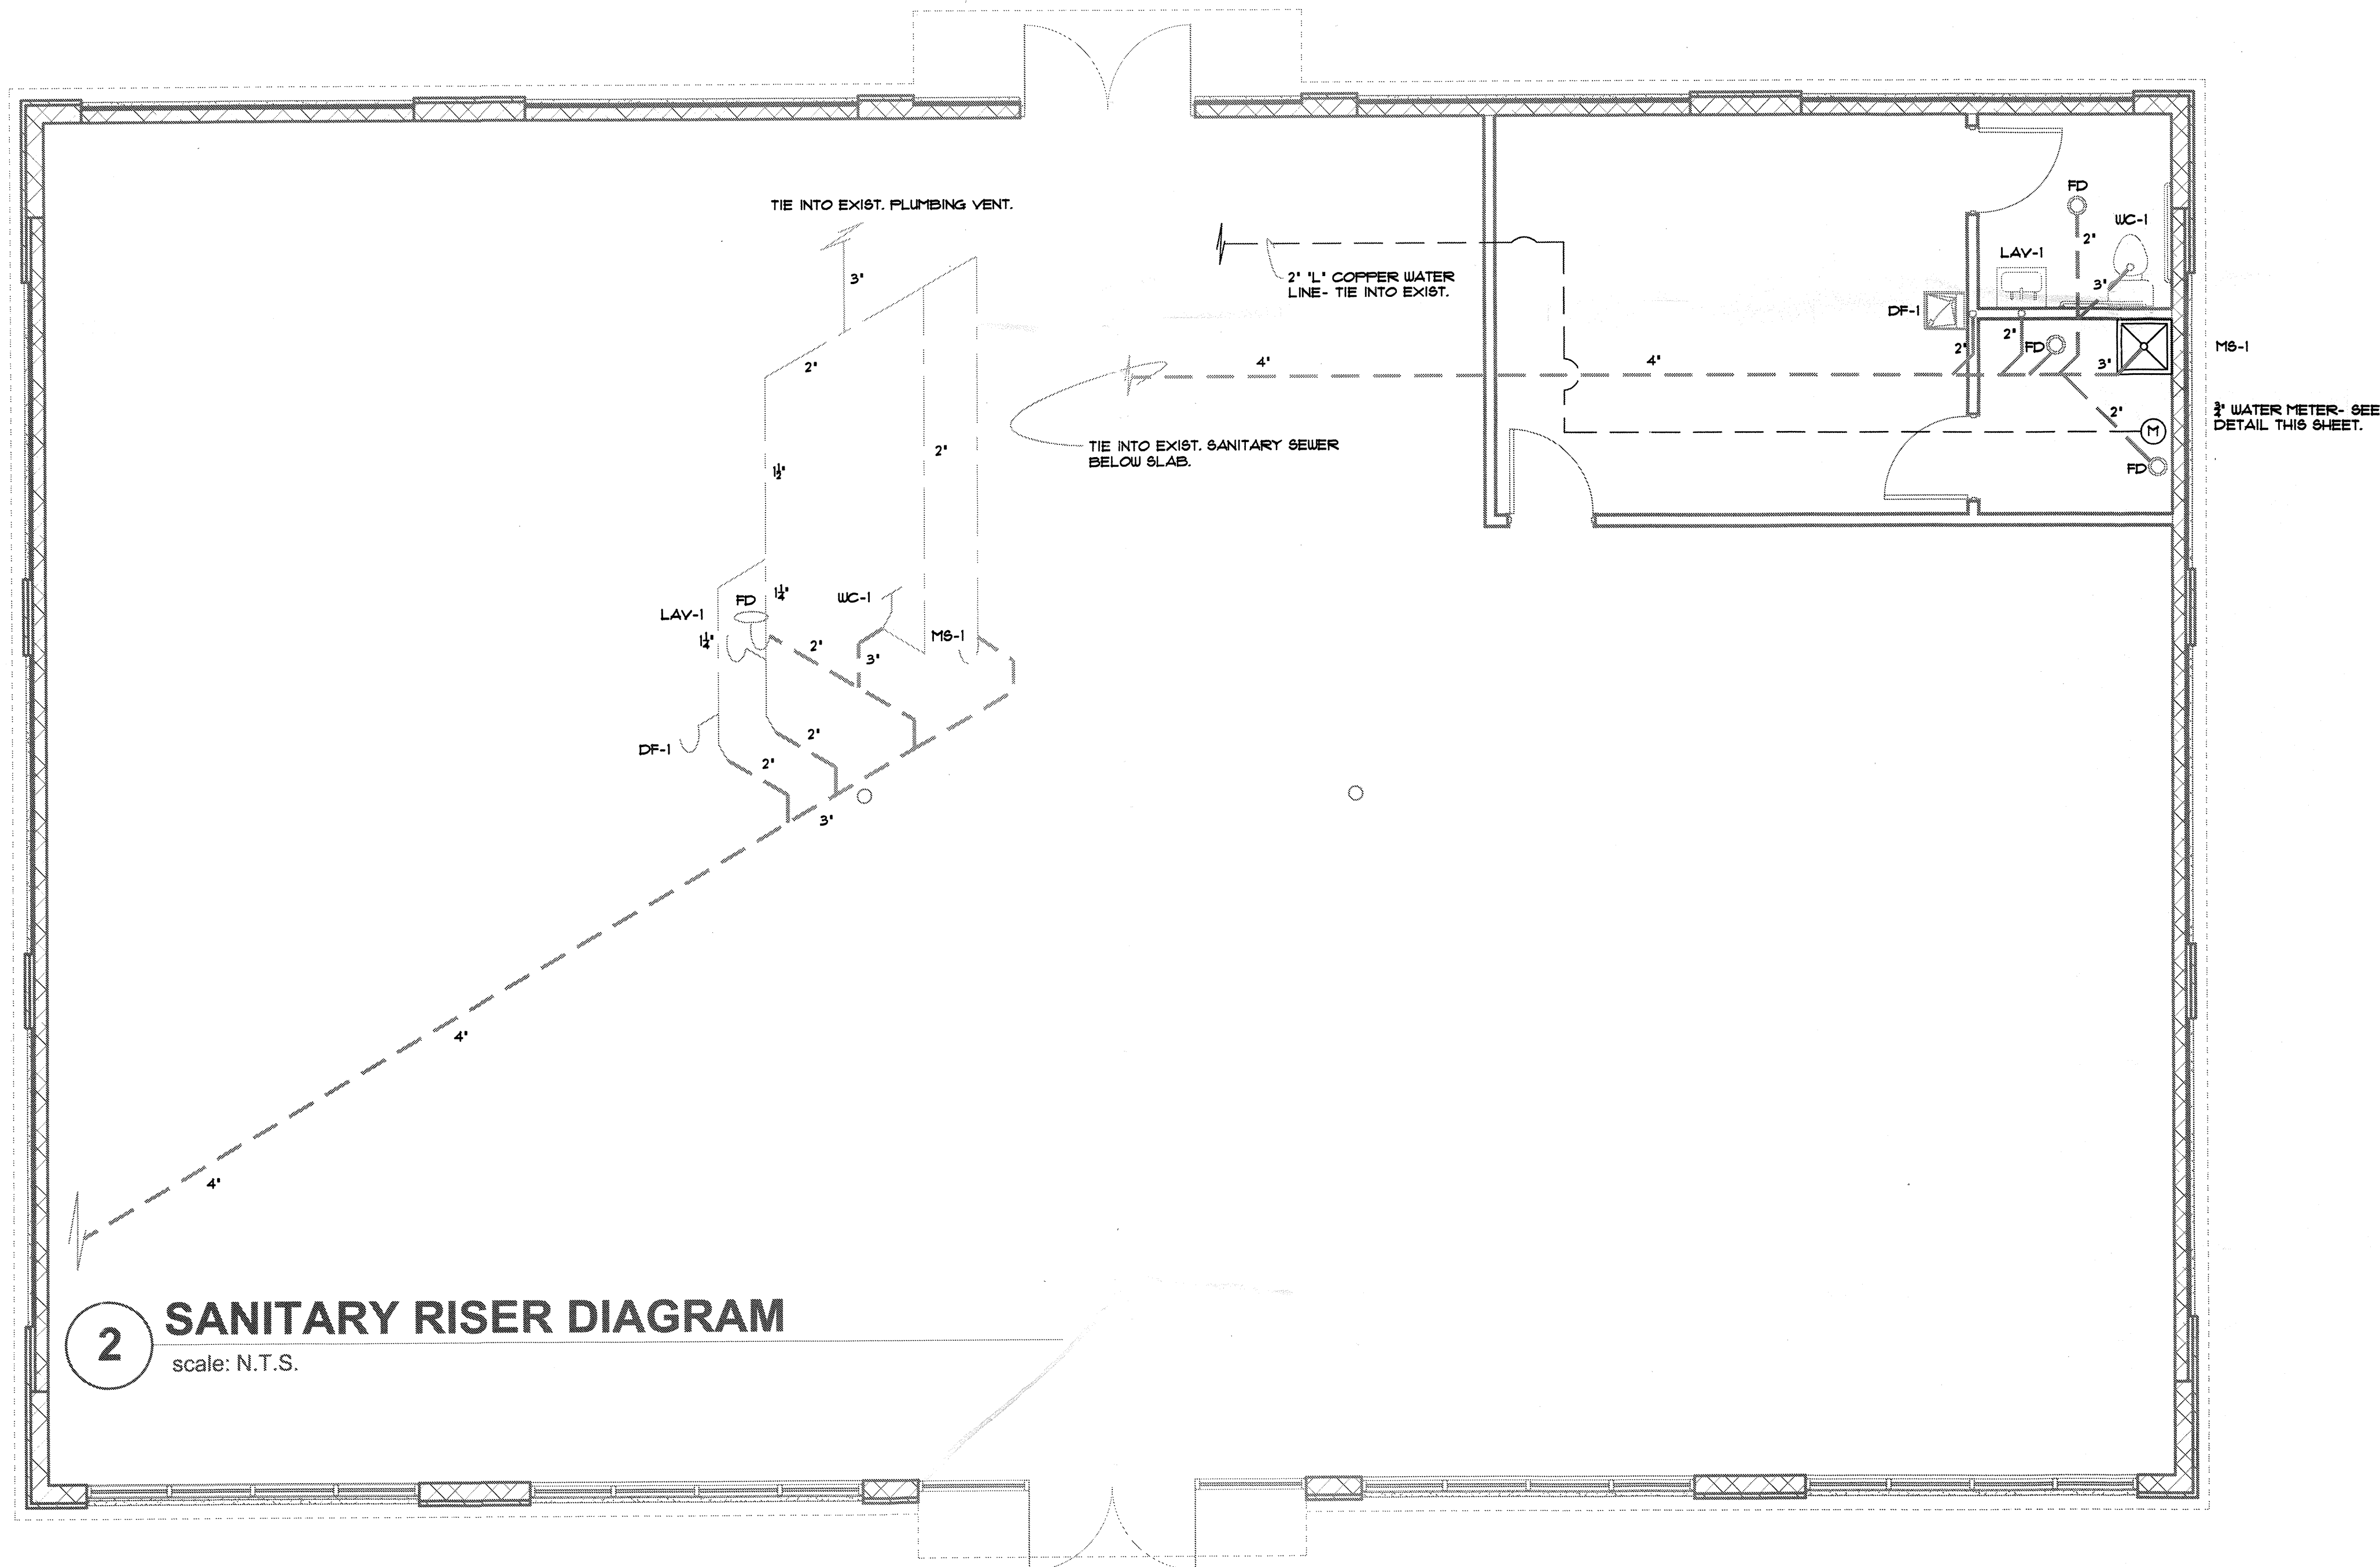 TIE INTO EXIST. PLUMBING VENT.
3"
2"
1½"
2"
LAV-1
FD
1¼"
WC-1
1¼"
2"
3"
MS-1
DF-1
2"
2"
3"
4"
4"
2" "L" COPPER WATER
LINE- TIE INTO EXIST.
4"
4"
TIE INTO EXIST. SANITARY SEWER
BELOW SLAB.
FD
WC-1
2"
LAV-1
3"
DF-1
2"
2"
FD
3"
MS-1
2"
M
FD
¾" WATER METER- SEE
DETAIL THIS SHEET.
2
SANITARY RISER DIAGRAM
scale: N.T.S.